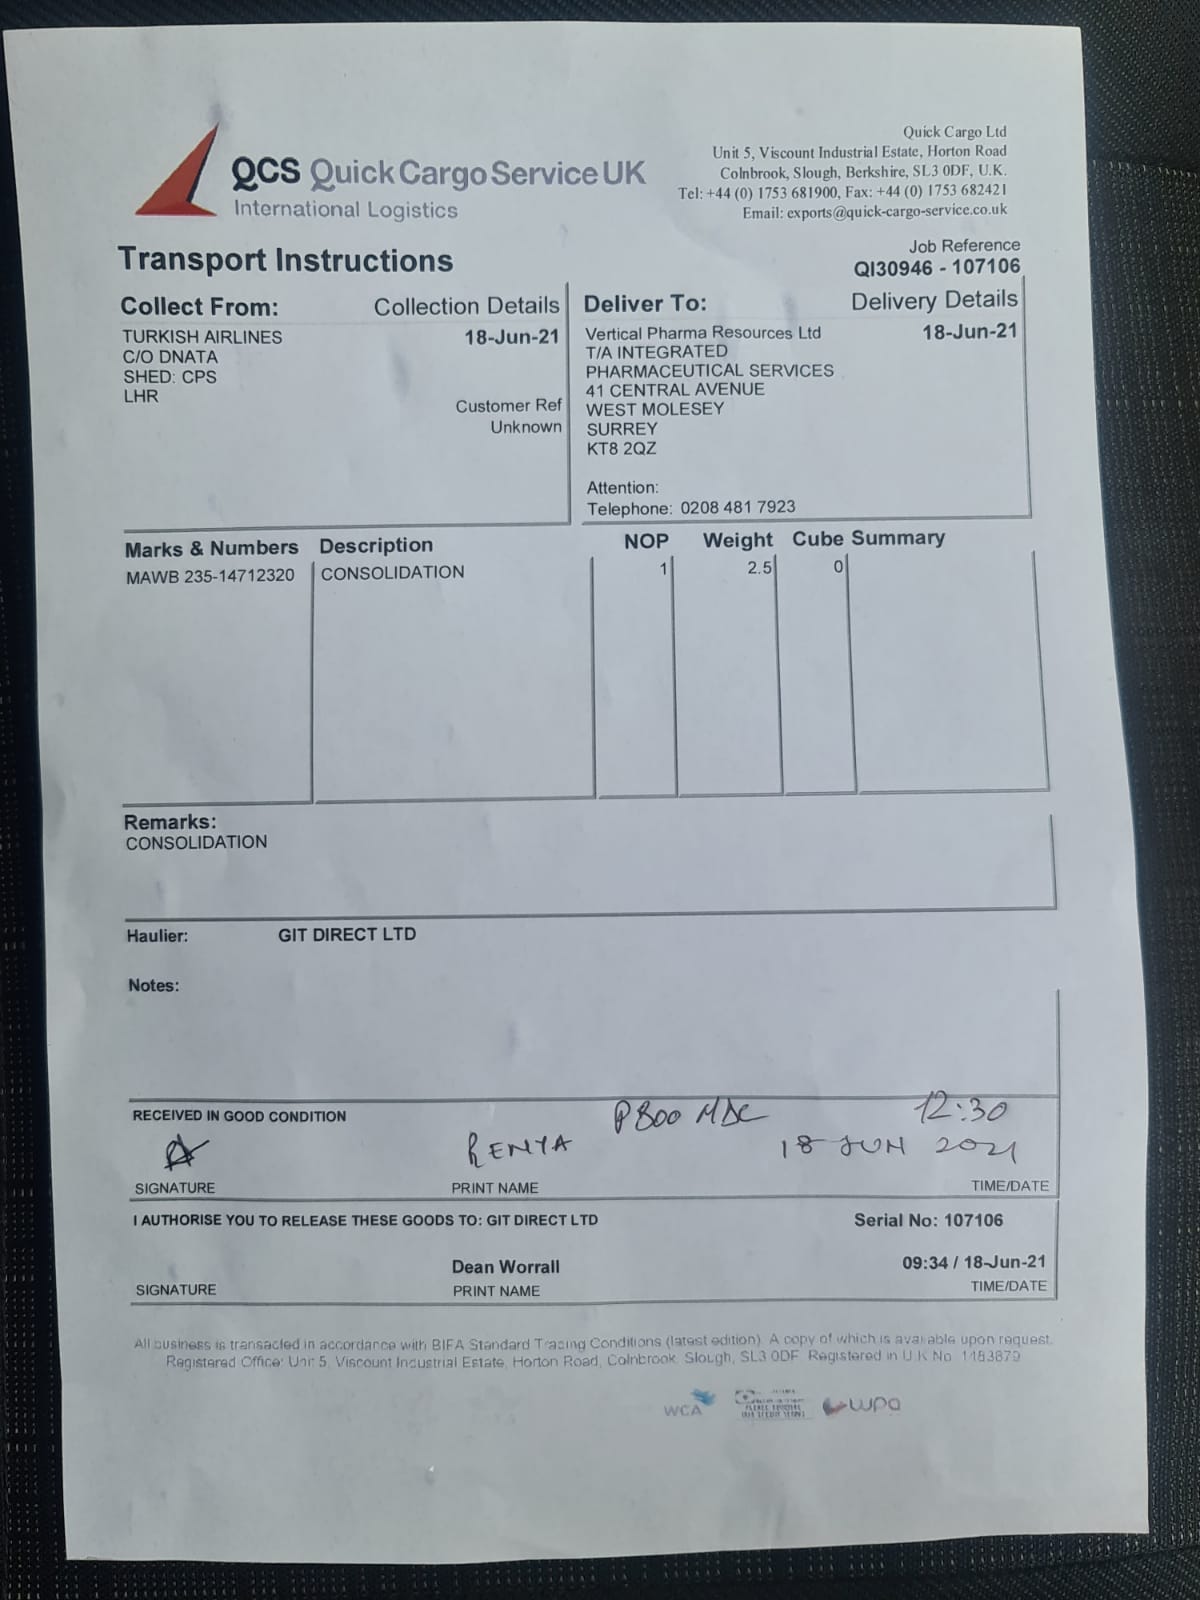 QCS Quick Cargo Service UK
International Logistics
Quick Cargo Ltd
Unit 5, Viscount Industrial Estate, Horton Road
Colnbrook, Slough, Berkshire, SL3 0DF, U.K.
Tel: +44 (0) 1753 681900, Fax: +44 (0) 1753 682421
Email: exports@quick-cargo-service.co.uk
Transport Instructions
Job Reference
QI30946 - 107106
Collect From: Collection Details
TURKISH AIRLINES 18-Jun-21
C/O DNATA
SHED: CPS
LHR
Customer Ref
Unknown
Deliver To: Delivery Details
Vertical Pharma Resources Ltd 18-Jun-21
T/A INTEGRATED
PHARMACEUTICAL SERVICES
41 CENTRAL AVENUE
WEST MOLESEY
SURREY
KT8 2QZ
Attention:
Telephone: 0208 481 7923
Marks & Numbers Description NOP Weight Cube Summary
MAWB 235-14712320 CONSOLIDATION 1 2.5 0
Remarks:
CONSOLIDATION
Haulier: GIT DIRECT LTD
Notes:
RECEIVED IN GOOD CONDITION
12:30
RENYA 18 JUN 2021
SIGNATURE PRINT NAME TIME/DATE
I AUTHORISE YOU TO RELEASE THESE GOODS TO: GIT DIRECT LTD Serial No: 107106
Dean Worrall 09:34 / 18-Jun-21
SIGNATURE PRINT NAME TIME/DATE
All business is transacted in accordance with BIFA Standard Trading Conditions (latest edition). A copy of which is available upon request.
Registered Office: Unit 5, Viscount Industrial Estate, Horton Road, Colnbrook, Slough, SL3 0DF Registered in U.K No
WCA
wpa